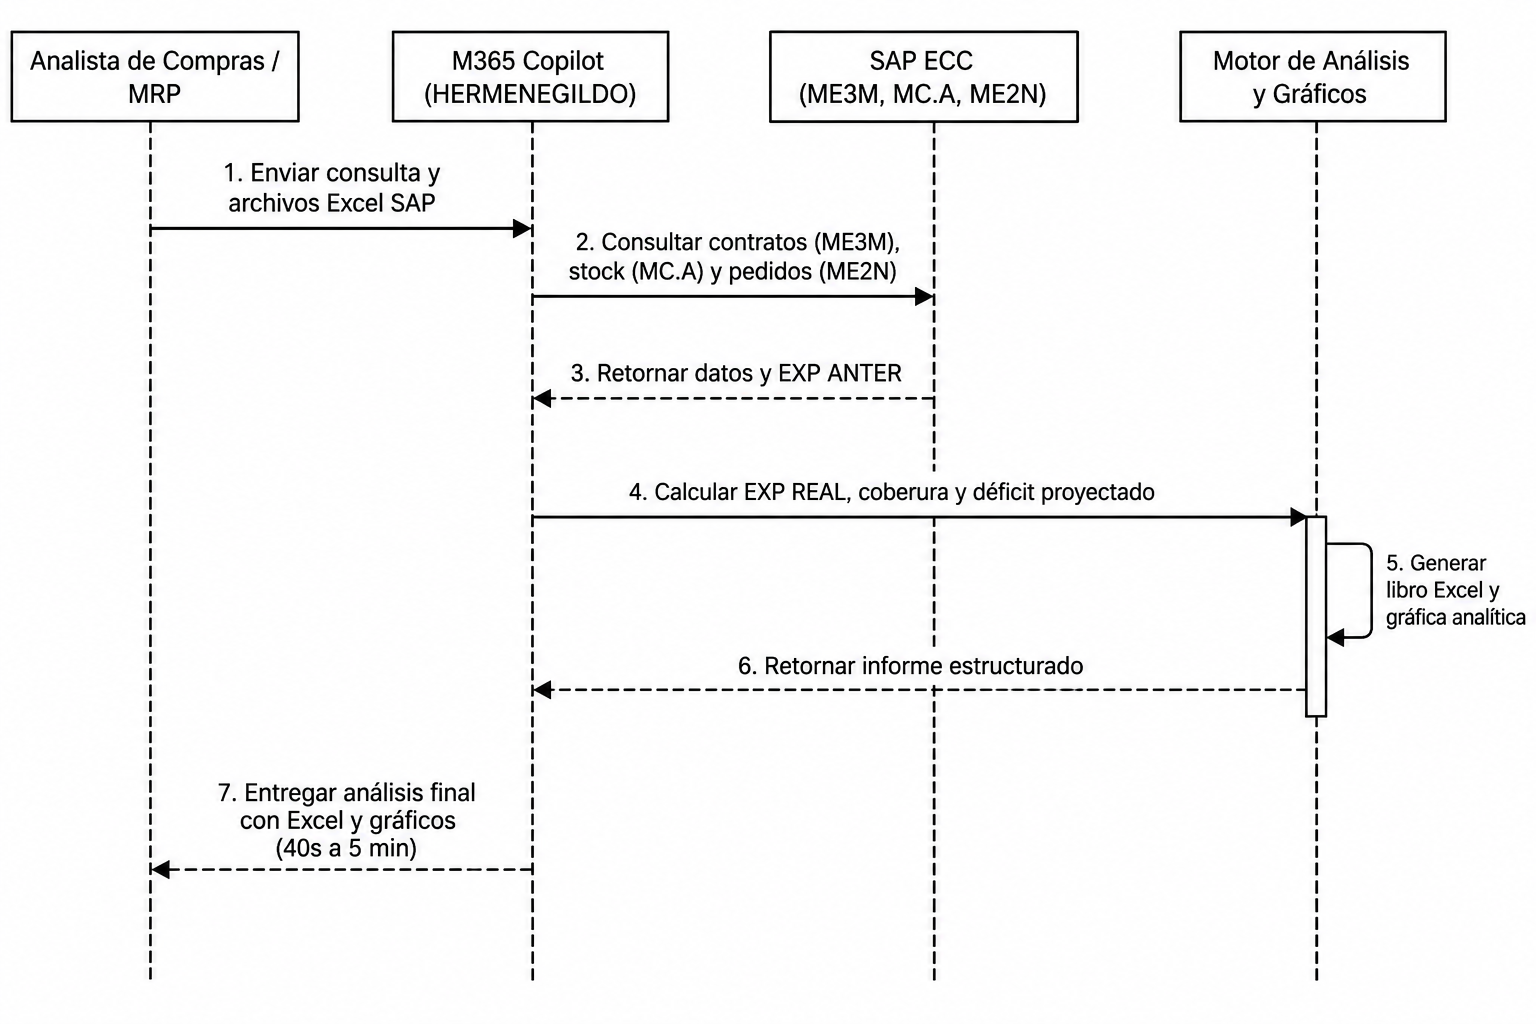 Analista de Compras /
MRP
M365 Copilot
(HERMENEGILDO)
SAP ECC
(ME3M, MC.A, ME2N)
Motor de Análisis
y Gráficos
1. Enviar consulta y
archivos Excel SAP
2. Consultar contratos (ME3M),
stock (MC.A) y pedidos (ME2N)
3. Retornar datos y EXP ANTER
4. Calcular EXP REAL, coberura y déficit proyectado
5. Generar
libro Excel y
gráfica analítica
6. Retornar informe estructurado
7. Entregar análisis final
con Excel y gráficos
(40s a 5 min)